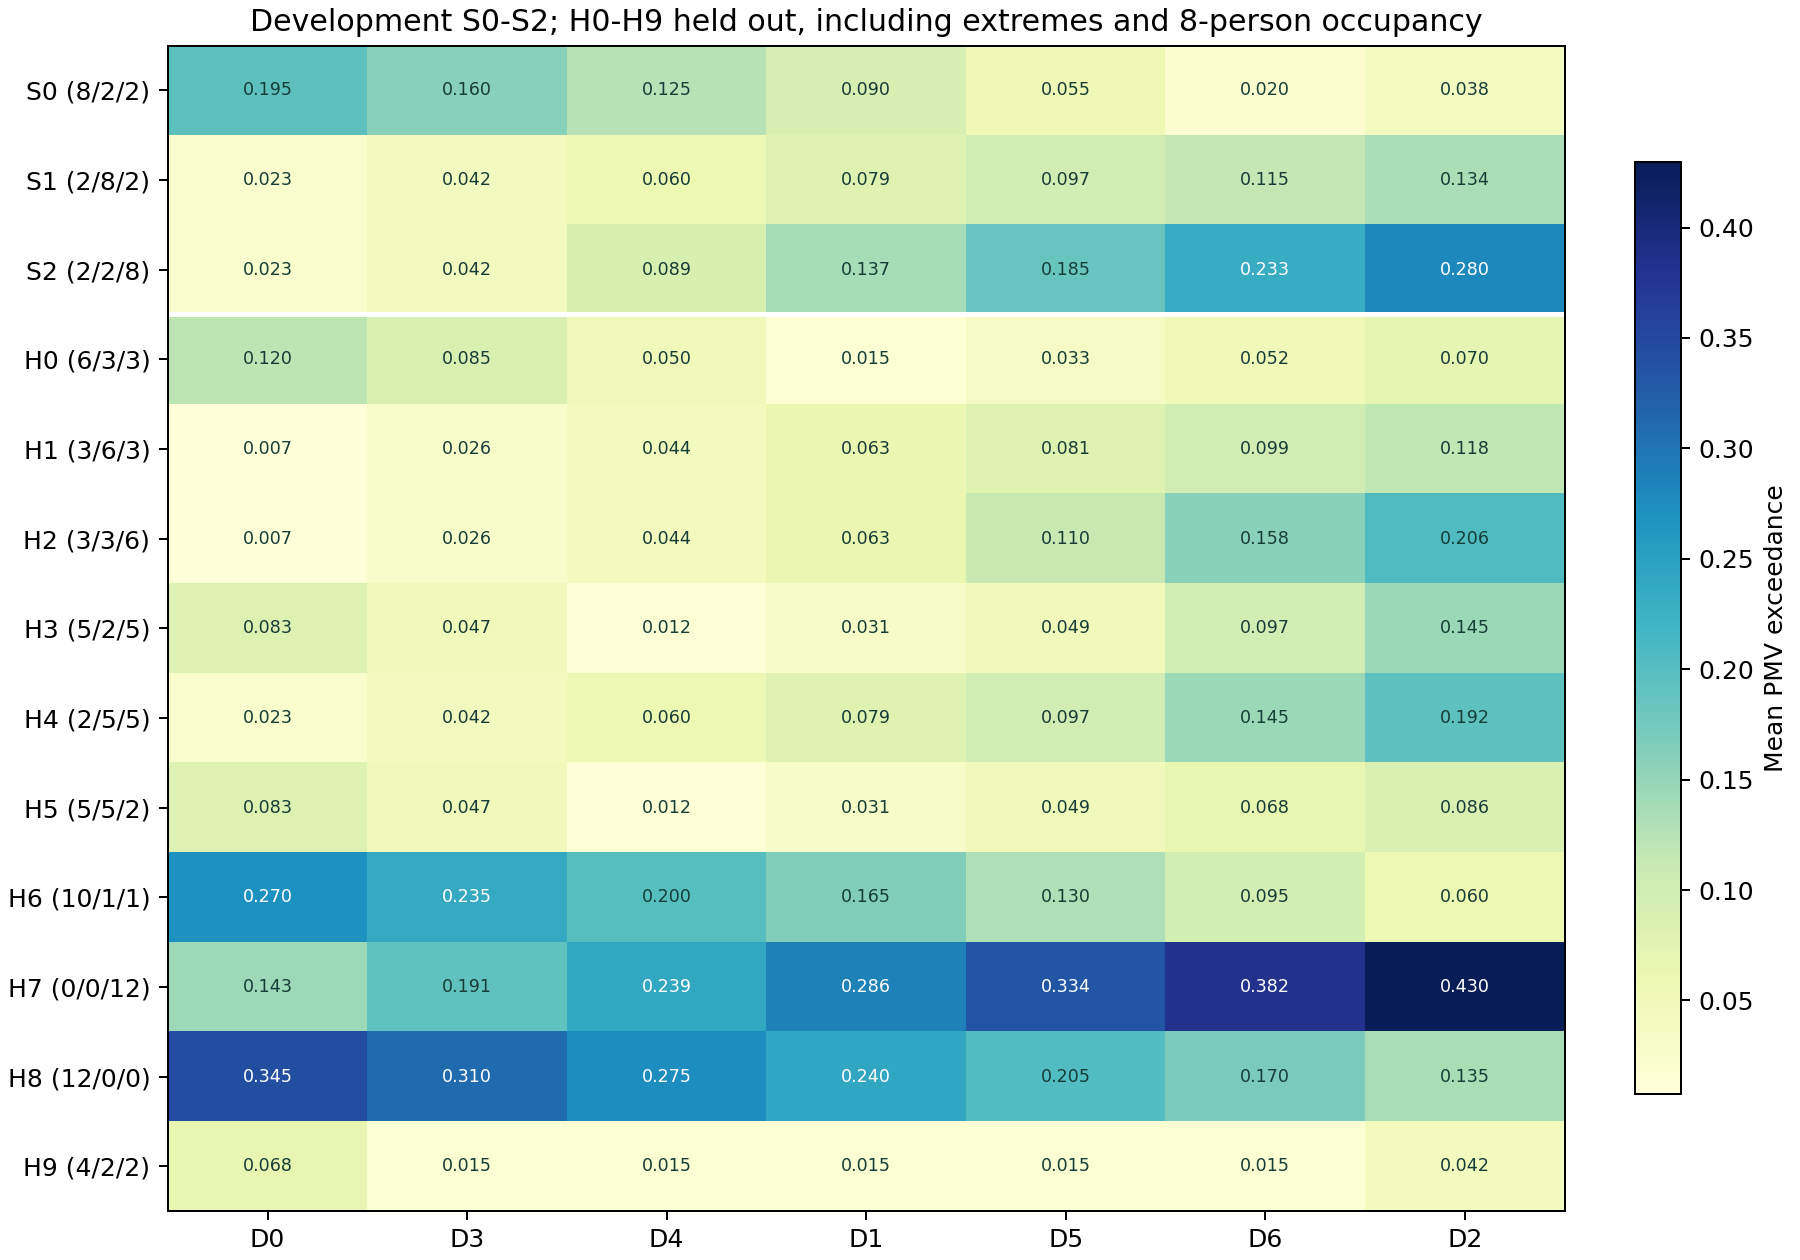 Development S0-S2; H0-H9 held out, including extremes and 8-person occupancy
S0 (8/2/2) 0.195 0.160 0.125 0.090 0.055 0.020 0.038
S1 (2/8/2) 0.023 0.042 0.060 0.079 0.097 0.115 0.134
S2 (2/2/8) 0.023 0.042 0.089 0.137 0.185 0.233 0.280
H0 (6/3/3) 0.120 0.085 0.050 0.015 0.033 0.052 0.070
H1 (3/6/3) 0.007 0.026 0.044 0.063 0.081 0.099 0.118
H2 (3/3/6) 0.007 0.026 0.044 0.063 0.110 0.158 0.206
H3 (5/2/5) 0.083 0.047 0.012 0.031 0.049 0.097 0.145
H4 (2/5/5) 0.023 0.042 0.060 0.079 0.097 0.145 0.192
H5 (5/5/2) 0.083 0.047 0.012 0.031 0.049 0.068 0.086
H6 (10/1/1) 0.270 0.235 0.200 0.165 0.130 0.095 0.060
H7 (0/0/12) 0.143 0.191 0.239 0.286 0.334 0.382 0.430
H8 (12/0/0) 0.345 0.310 0.275 0.240 0.205 0.170 0.135
H9 (4/2/2) 0.068 0.015 0.015 0.015 0.015 0.015 0.042
D0 D3 D4 D1 D5 D6 D2
0.40
0.35
0.30
0.25
0.20
0.15
0.10
0.05
Mean PMV exceedance